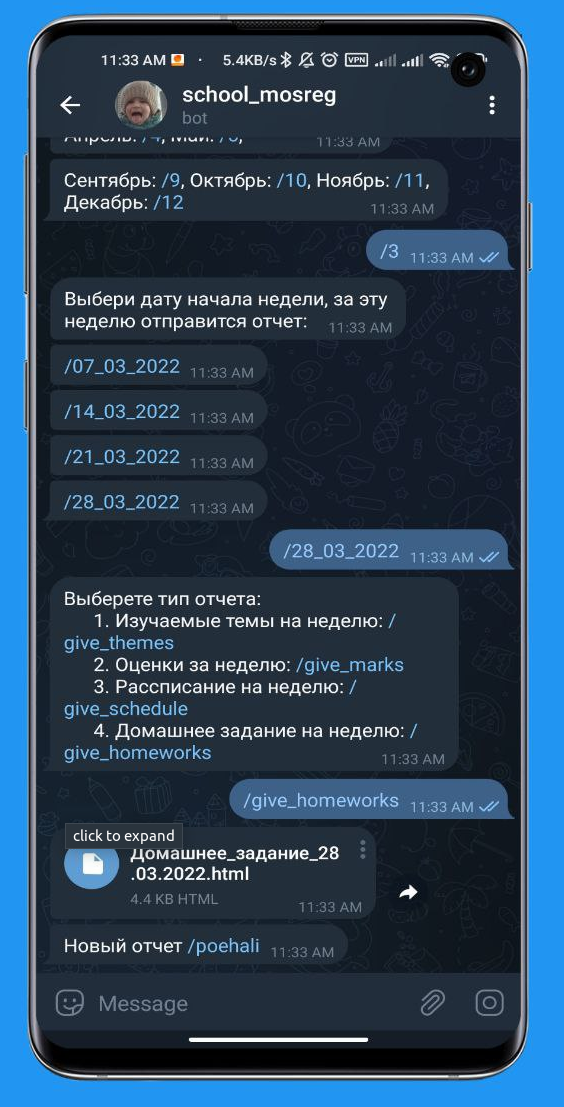 11:33 AM · 5.4KB/s VPN
school_mosreg
bot
Апрель: /4, Май: /5,
11:33 AM
Сентябрь: /9, Октябрь: /10, Ноябрь: /11,
Декабрь: /12 11:33 AM
/3 11:33 AM
Выбери дату начала недели, за эту
неделю отправится отчет: 11:33 AM
/07_03_2022 11:33 AM
/14_03_2022 11:33 AM
/21_03_2022 11:33 AM
/28_03_2022 11:33 AM
/28_03_2022 11:33 AM
Выберете тип отчета:
1. Изучаемые темы на неделю: /
give_themes
2. Оценки за неделю: /give_marks
3. Рассписание на неделю: /
give_schedule
4. Домашнее задание на неделю: /
give_homeworks 11:33 AM
/give_homeworks 11:33 AM
click to expand
Домашнее_задание_28
.03.2022.html
4.4 KB HTML 11:33 AM
Новый отчет /poehali 11:33 AM
Message